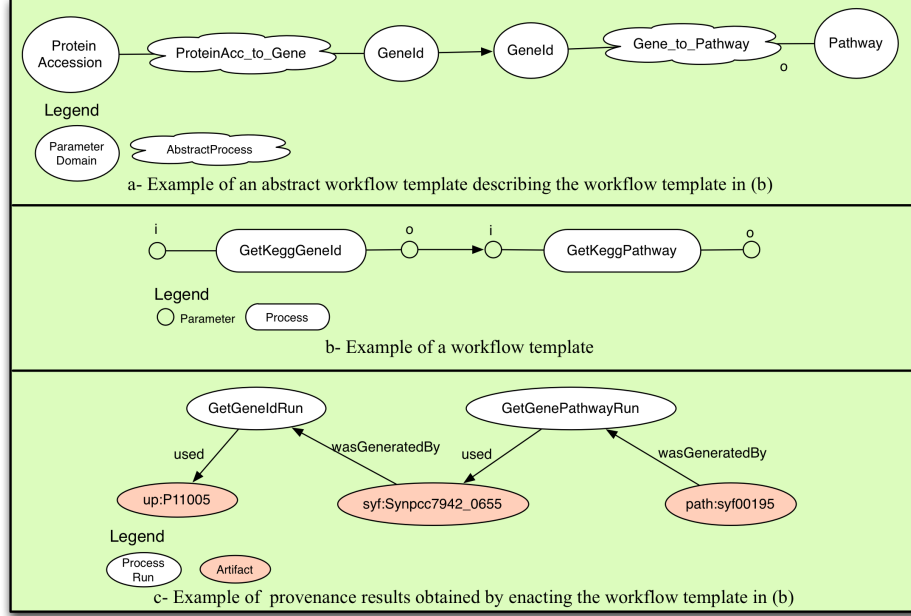 Protein
Accession
ProteinAcc_to_Gene
GeneId
GeneId
Gene_to_Pathway
o
Pathway
Legend
Parameter
Domain
AbstractProcess
a- Example of an abstract workflow template describing the workflow template in (b)
i
GetKeggGeneId
o
i
GetKeggPathway
o
Legend
Parameter
Process
b- Example of a workflow template
GetGeneIdRun
GetGenePathwayRun
used
wasGeneratedBy
used
wasGeneratedBy
up:P11005
syf:Synpcc7942_0655
path:syf00195
Legend
Process
Run
Artifact
c- Example of provenance results obtained by enacting the workflow template in (b)